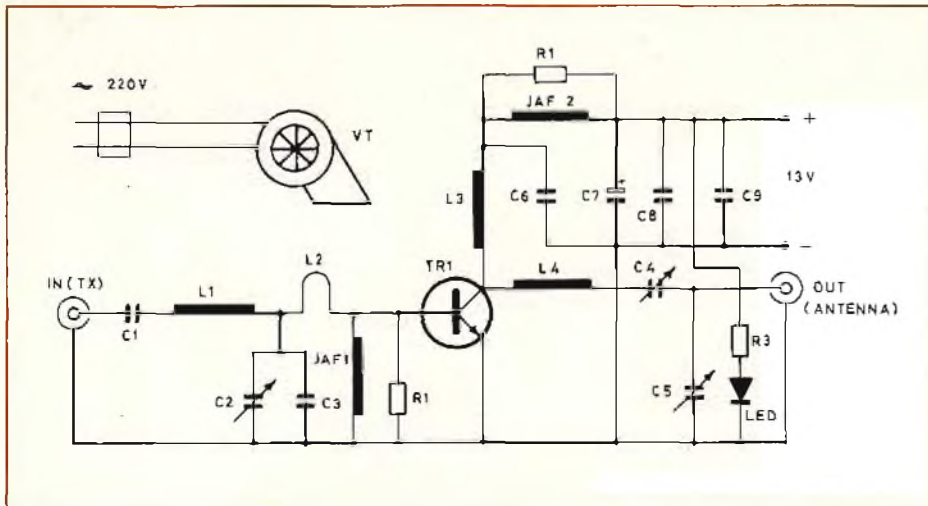 ~ 220V
VT
R1
JAF 2
+
13V
L3
C6
C7
+
C8
C9
-
IN (TX)
L1
L2
TR1
L4
C4
OUT
(ANTENNA)
C1
C2
C3
JAF1
R1
C5
R3
LED